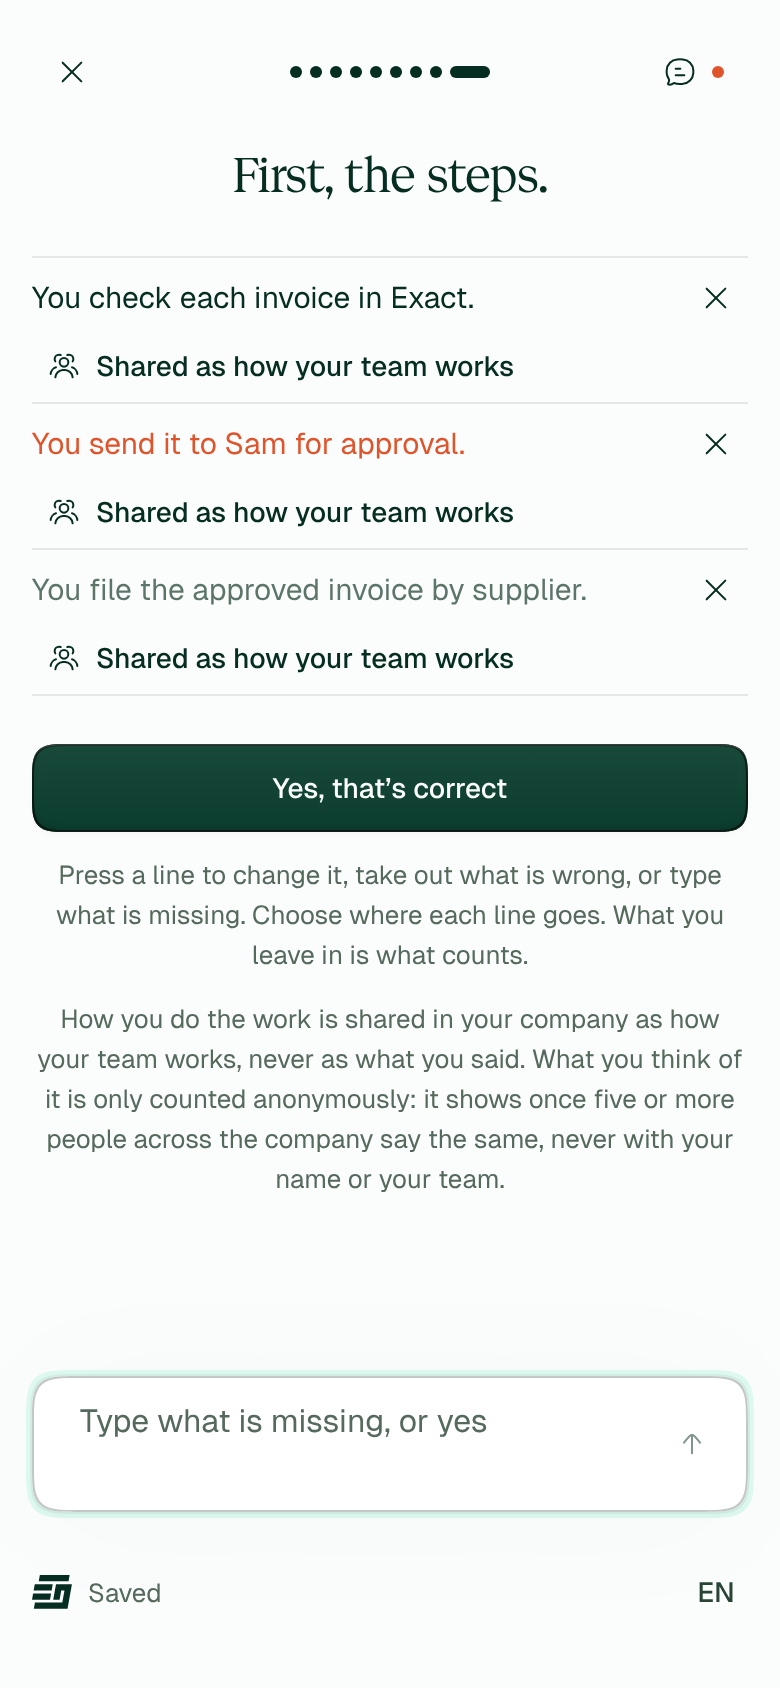 First, the steps.
You check each invoice in Exact.
Shared as how your team works
You send it to Sam for approval.
Shared as how your team works
You file the approved invoice by supplier.
Shared as how your team works
Yes, that’s correct
Press a line to change it, take out what is wrong, or type
what is missing. Choose where each line goes. What you
leave in is what counts.
How you do the work is shared in your company as how
your team works, never as what you said. What you think of
it is only counted anonymously: it shows once five or more
people across the company say the same, never with your
name or your team.
Type what is missing, or yes
Saved
EN